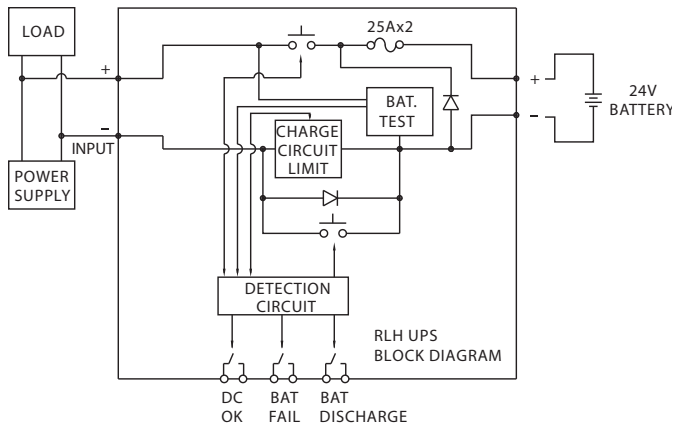 LOAD
25Ax2
+
+
BAT.
TEST
24V
BATTERY
–
–
INPUT
CHARGE
CIRCUIT
LIMIT
POWER
SUPPLY
DETECTION
CIRCUIT
RLH UPS
BLOCK DIAGRAM
DC
OK
BAT
FAIL
BAT
DISCHARGE